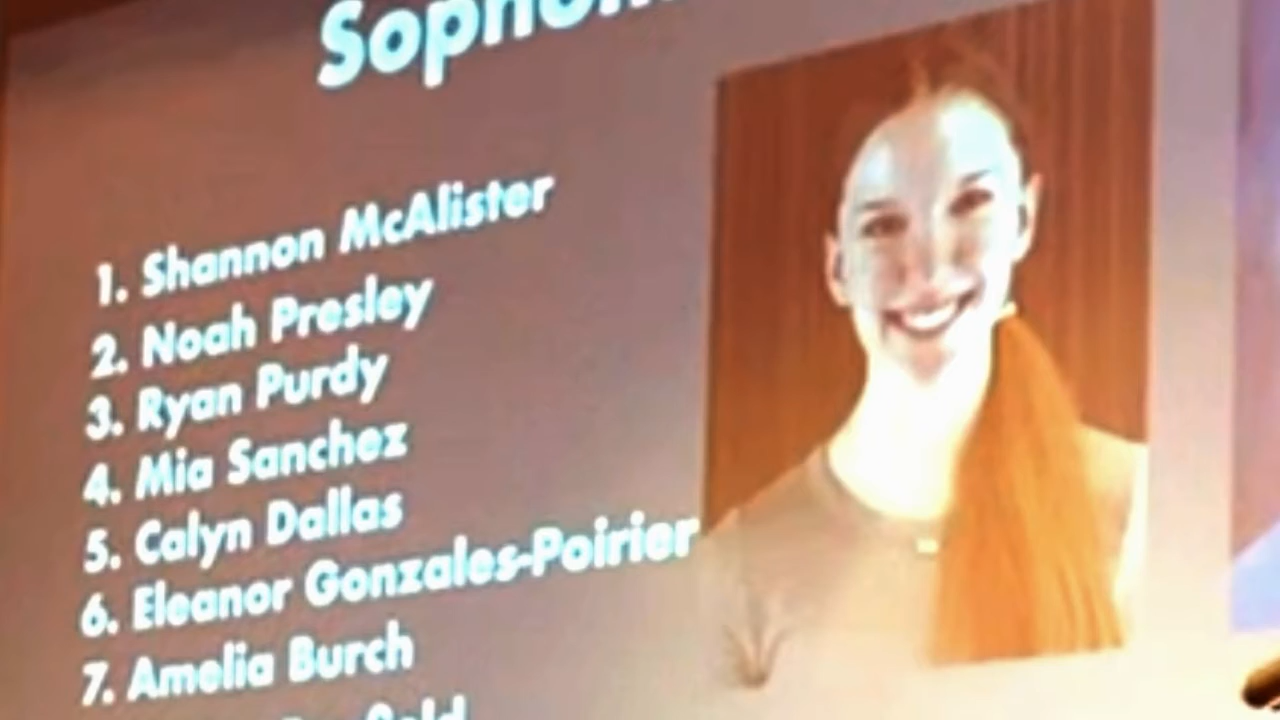 1. Shannon McAlister
2. Noah Presley
3. Ryan Purdy
4. Mia Sanchez
5. Calyn Dallas
6. Eleanor Gonzales-Poirier
7. Amelia Burch